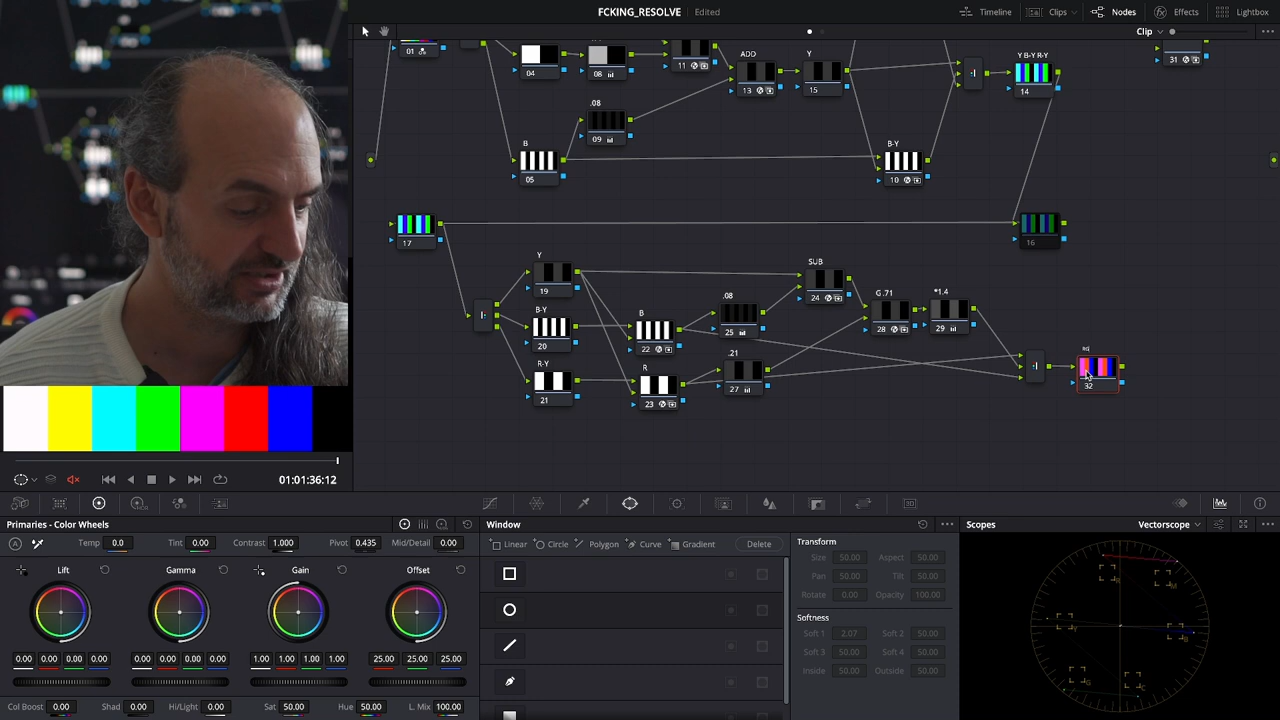 FCKING_RESOLVE
Edited
Timeline
Clips
Nodes
Effects
Lightbox
Clip
01
04
08
11
ADD
13
Y
15
Y B-Y R-Y
14
31
.08
09
B
05
B-Y
10
17
16
Y
19
B-Y
20
R-Y
21
B
22
R
23
.08
25
.21
27
SUB
24
G.71
28
*1.4
29
32
01:01:36:12
Primaries - Color Wheels
Temp 0.0 Tint 0.00 Contrast 1.000 Pivot 0.435 Mid/Detail 0.00
Lift Gamma Gain Offset
0.00 0.00 0.00 0.00 0.00 0.00 0.00 0.00 1.00 1.00 1.00 1.00 25.00 25.00 25.00
Col Boost 0.00 Shad 0.00 Hi/Light 0.00 Sat 50.00 Hue 50.00 L. Mix 100.00
Window
Linear Circle Polygon Curve Gradient Delete
Transform
Size 50.00 Aspect 50.00
Pan 50.00 Tilt 50.00
Rotate 0.00 Opacity 100.00
Softness
Soft 1 2.07 Soft 2 50.00
Soft 3 50.00 Soft 4 50.00
Inside 50.00 Outside 50.00
Scopes
Vectorscope
R
M
Y
B
G
C